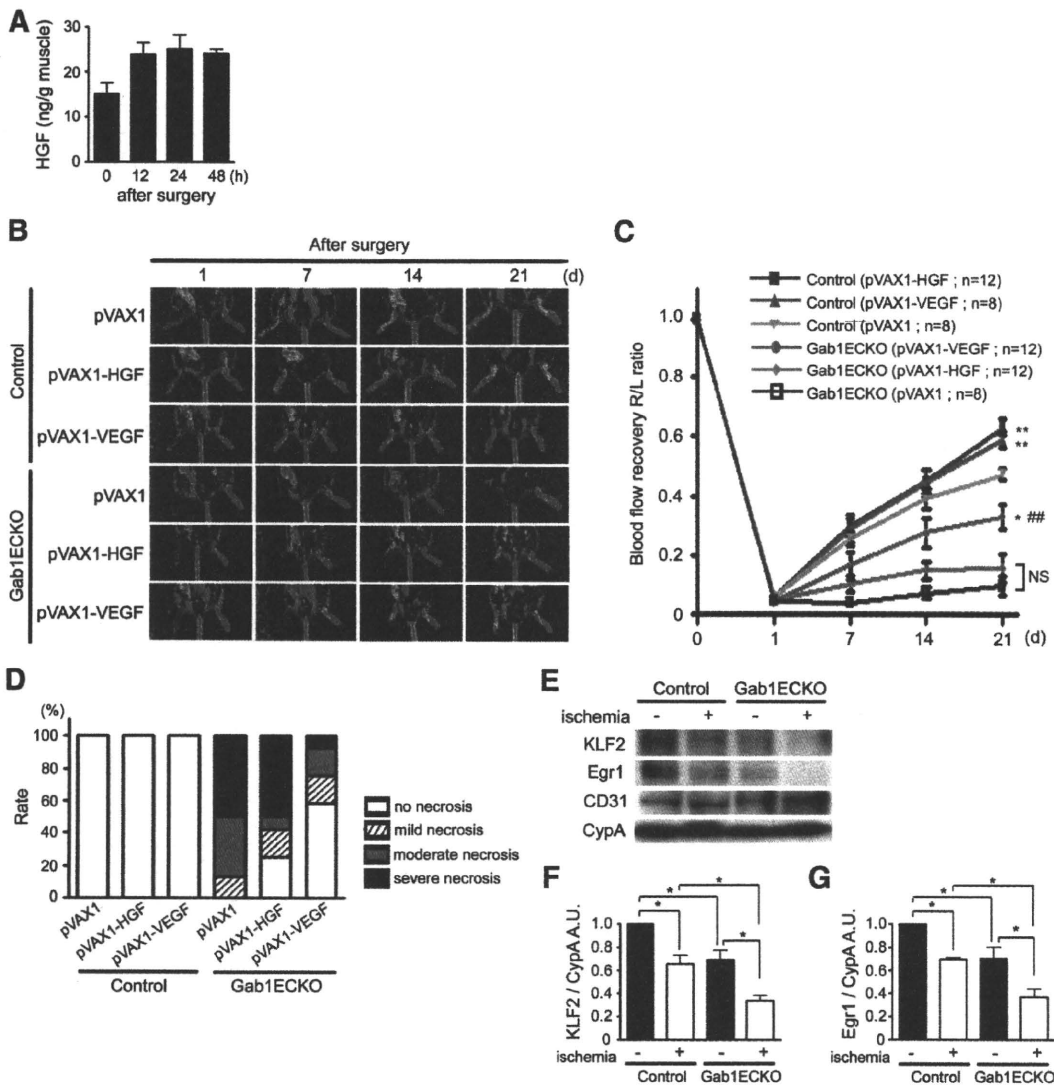 A
HGF (ng/g muscle)
30
20
10
0
0 12 24 48 (h)
after surgery
B
After surgery
1 7 14 21 (d)
Control
pVAX1
pVAX1-HGF
pVAX1-VEGF
Gab1ECKO
pVAX1
pVAX1-HGF
pVAX1-VEGF
C
Control (pVAX1-HGF ; n=12)
Control (pVAX1-VEGF ; n=8)
Control (pVAX1 ; n=8)
Gab1ECKO (pVAX1-VEGF ; n=12)
Gab1ECKO (pVAX1-HGF ; n=12)
Gab1ECKO (pVAX1 ; n=8)
Blood flow recovery R/L ratio
1.0
0.8
0.6
0.4
0.2
0
**
**
* ##
NS
0 1 7 14 21 (d)
D
(%)
Rate
100
80
60
40
20
0
pVAX1 pVAX1-HGF pVAX1-VEGF pVAX1 pVAX1-HGF pVAX1-VEGF
Control Gab1ECKO
no necrosis
mild necrosis
moderate necrosis
severe necrosis
E
Control Gab1ECKO
ischemia - + - +
KLF2
Egr1
CD31
CypA
F
KLF2 / CypA A.U.
1.0
0.8
0.6
0.4
0.2
0
*
*
*
*
ischemia - + - +
Control Gab1ECKO
G
Egr1 / CypA A.U.
1.0
0.8
0.6
0.4
0.2
0
*
*
*
*
ischemia - + - +
Control Gab1ECKO